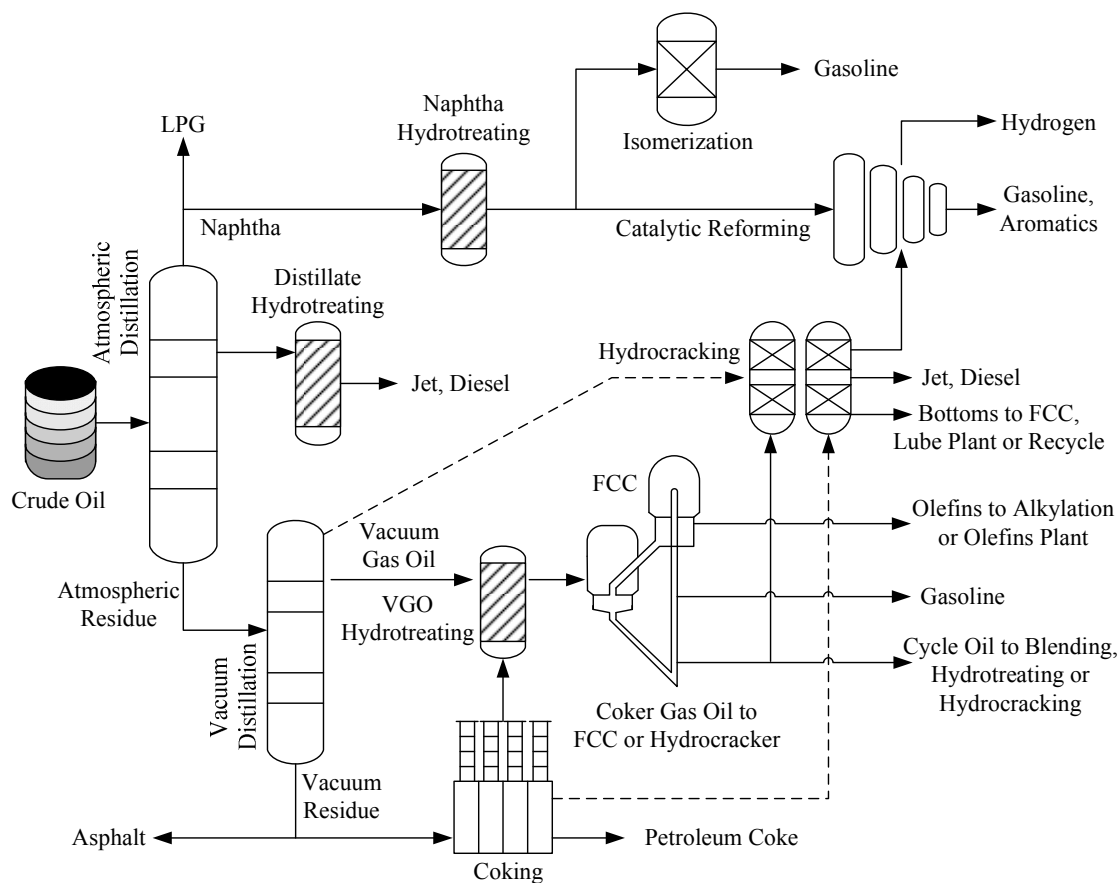 Gasoline
Naphtha
Hydrotreating
LPG
Isomerization
Hydrogen
Naphtha
Catalytic Reforming
Gasoline,
Aromatics
Atmospheric
Distillation
Distillate
Hydrotreating
Hydrocracking
Jet, Diesel
Jet, Diesel
Bottoms to FCC,
Lube Plant or Recycle
Crude Oil
FCC
Olefins to Alkylation
or Olefins Plant
Vacuum
Gas Oil
Atmospheric
Residue
VGO
Hydrotreating
Gasoline
Cycle Oil to Blending,
Hydrotreating or
Hydrocracking
Vacuum
Distillation
Coker Gas Oil to
FCC or Hydrocracker
Vacuum
Residue
Asphalt
Petroleum Coke
Coking